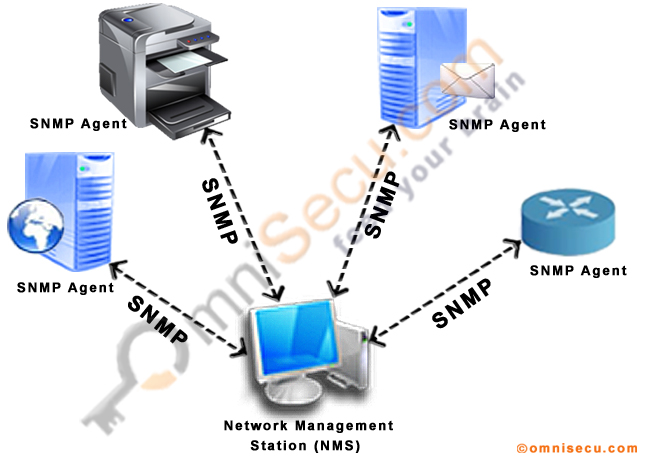 SNMP Agent
SNMP Agent
SNMP
SNMP
SNMP Agent
SNMP Agent
SNMP
SNMP
Network Management
Station (NMS)
OmniSecu.com
feed your brain
©omnisecu.com